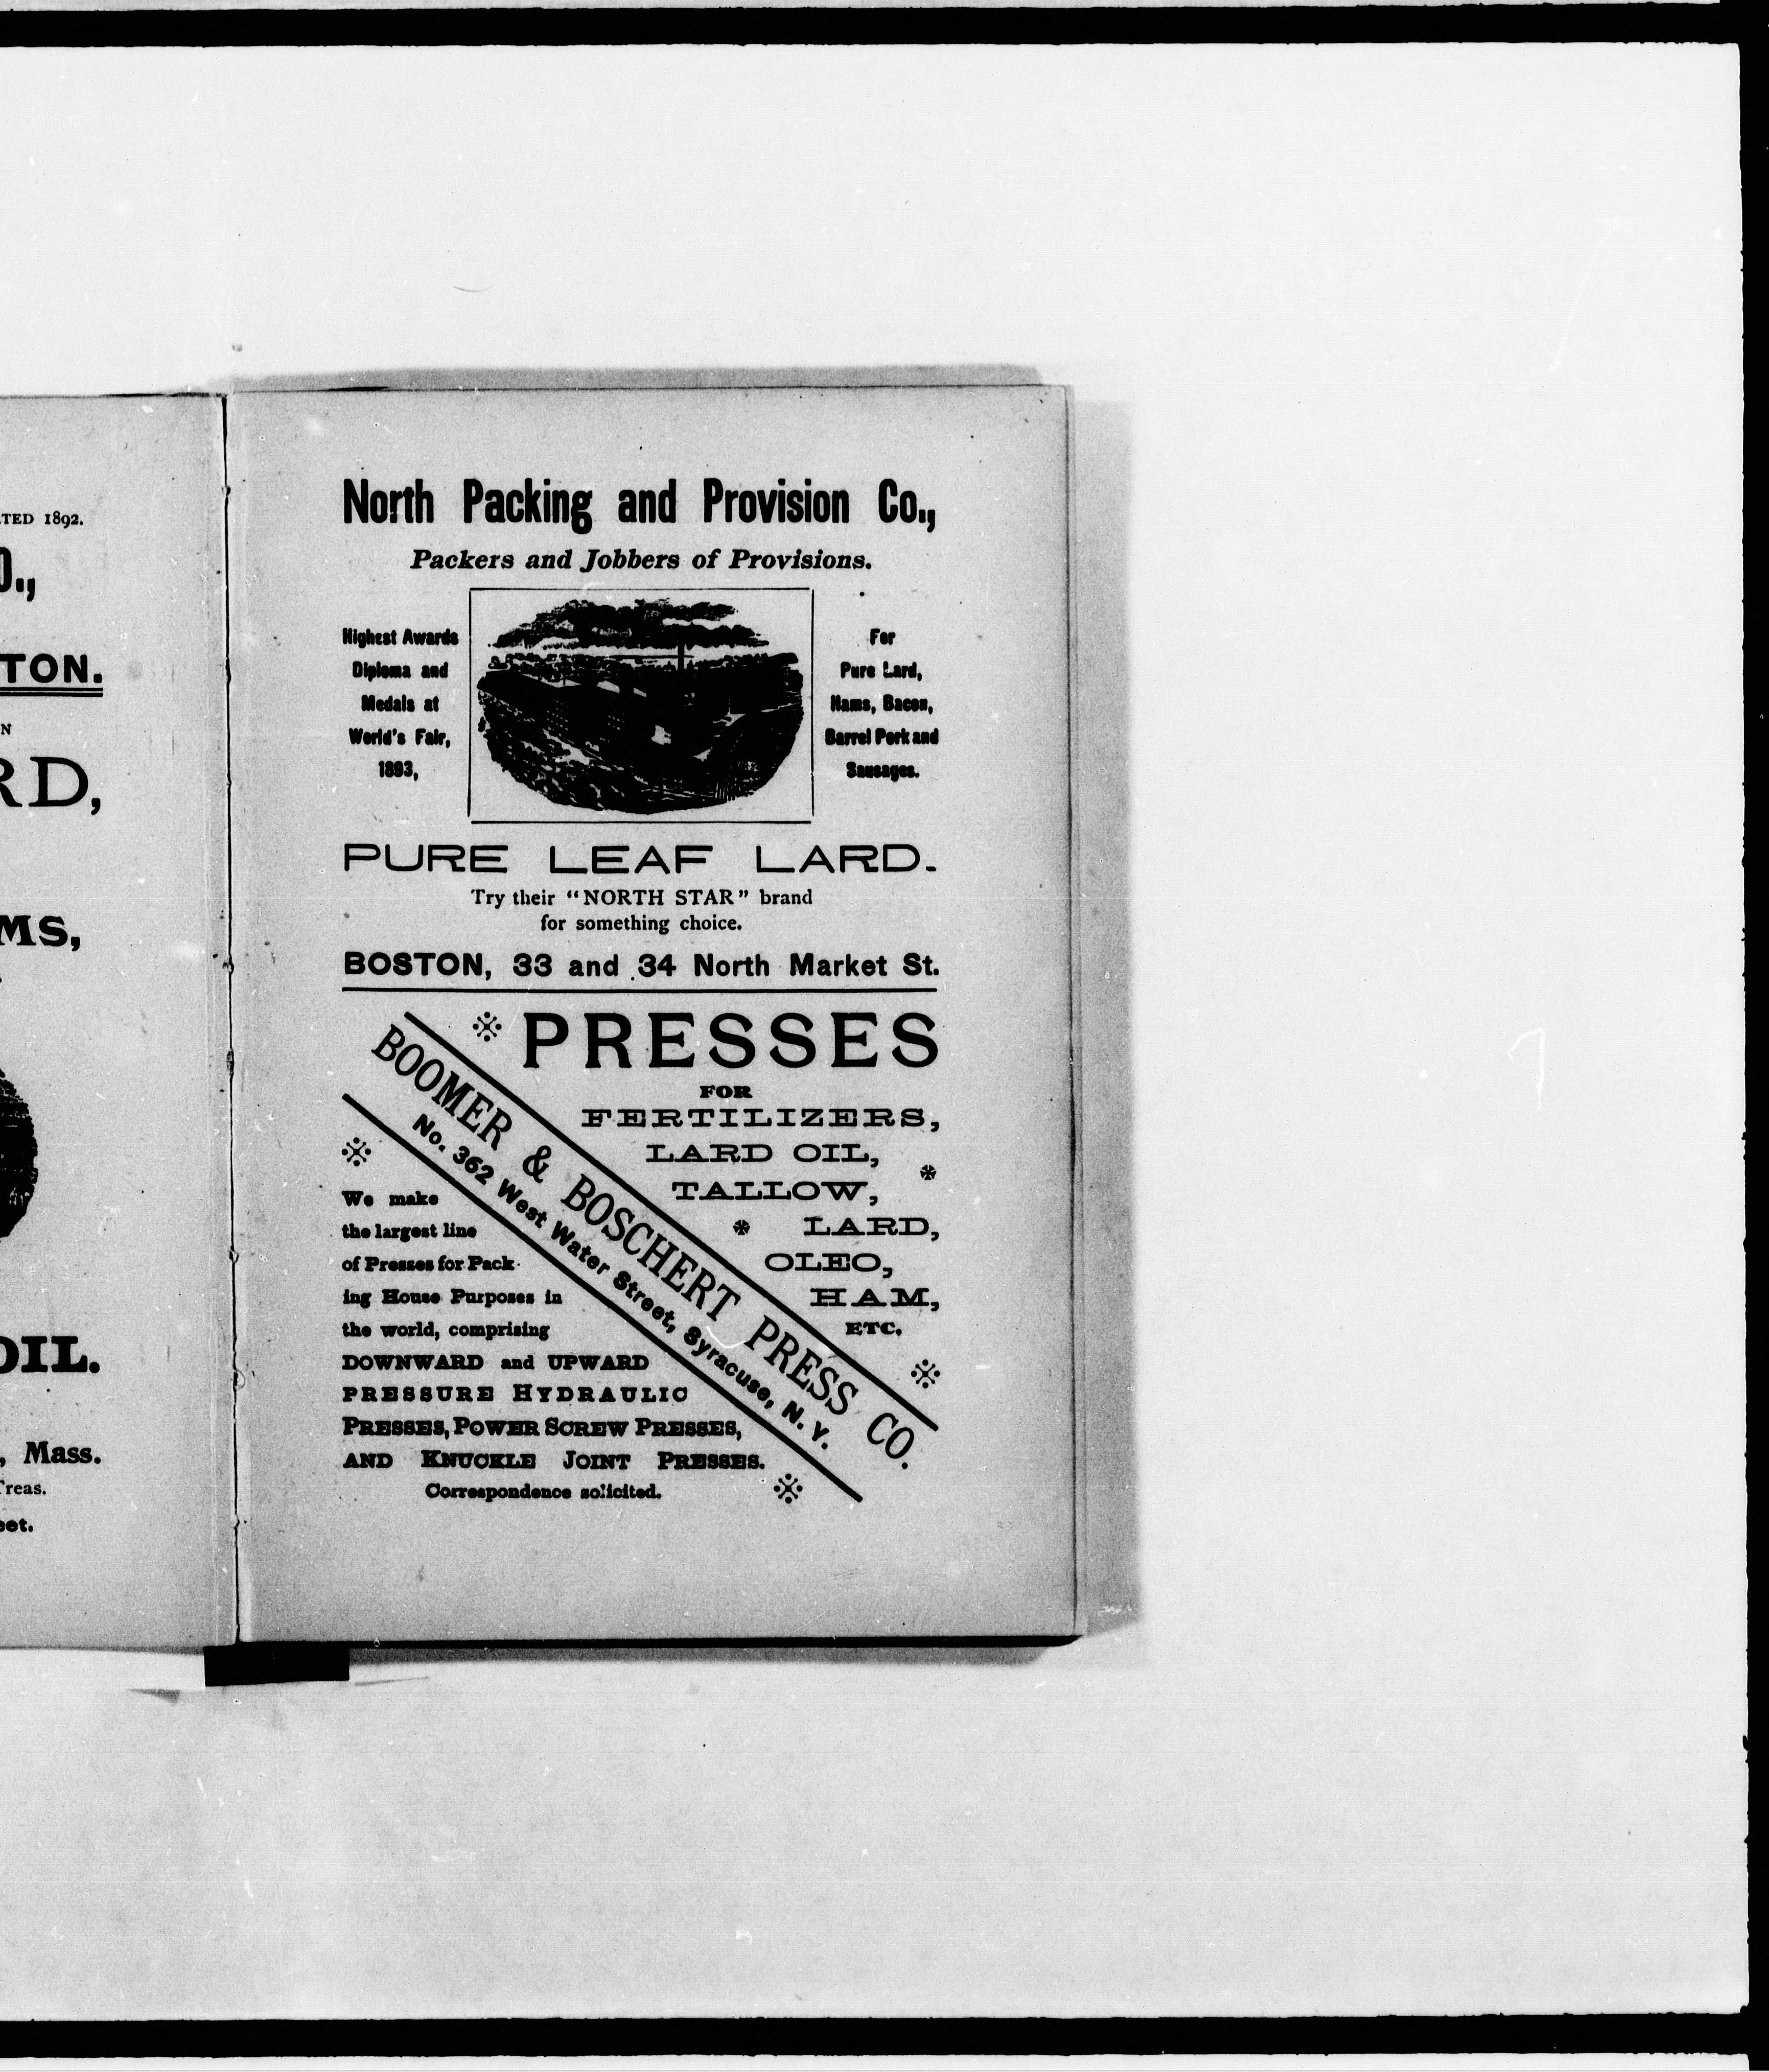 TED 1892.
O.,
TON.
N
RD,
MS,
OIL.
, Mass.
Treas.
eet.
North Packing and Provision Co.,
Packers and Jobbers of Provisions.
Highest Awards
Diploma and
Medals at
World's Fair,
1893,
For
Pure Lard,
Hams, Bacon,
Barrel Pork and
Sausages.
PURE LEAF LARD.
Try their "NORTH STAR" brand
for something choice.
BOSTON, 33 and 34 North Market St.
PRESSES
FOR
FERTILIZERS,
LARD OIL,
TALLOW,
LARD,
OLEO,
HAM,
ETC.
BOOMER & BOSCHERT PRESS CO.
No. 362 West Water Street, Syracuse, N. Y.
We make
the largest line
of Presses for Pack-
ing House Purposes in
the world, comprising
DOWNWARD and UPWARD
PRESSURE HYDRAULIC
PRESSES, POWER SCREW PRESSES,
AND KNUCKLE JOINT PRESSES.
Correspondence solicited.